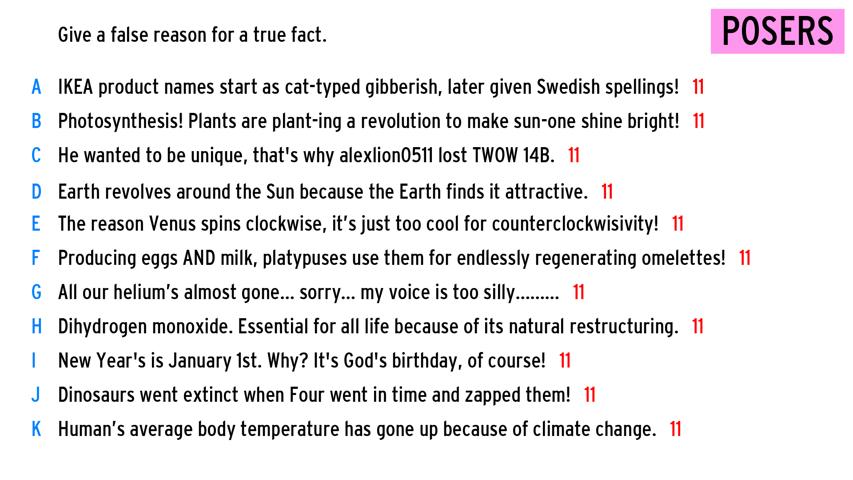 Give a false reason for a true fact.
POSERS
A IKEA product names start as cat-typed gibberish, later given Swedish spellings! 11
B Photosynthesis! Plants are plant-ing a revolution to make sun-one shine bright! 11
C He wanted to be unique, that's why alexlion0511 lost TWOW 14B. 11
D Earth revolves around the Sun because the Earth finds it attractive. 11
E The reason Venus spins clockwise, it’s just too cool for counterclockwisivity! 11
F Producing eggs AND milk, platypuses use them for endlessly regenerating omelettes! 11
G All our helium’s almost gone... sorry... my voice is too silly......... 11
H Dihydrogen monoxide. Essential for all life because of its natural restructuring. 11
I New Year's is January 1st. Why? It's God's birthday, of course! 11
J Dinosaurs went extinct when Four went in time and zapped them! 11
K Human’s average body temperature has gone up because of climate change. 11